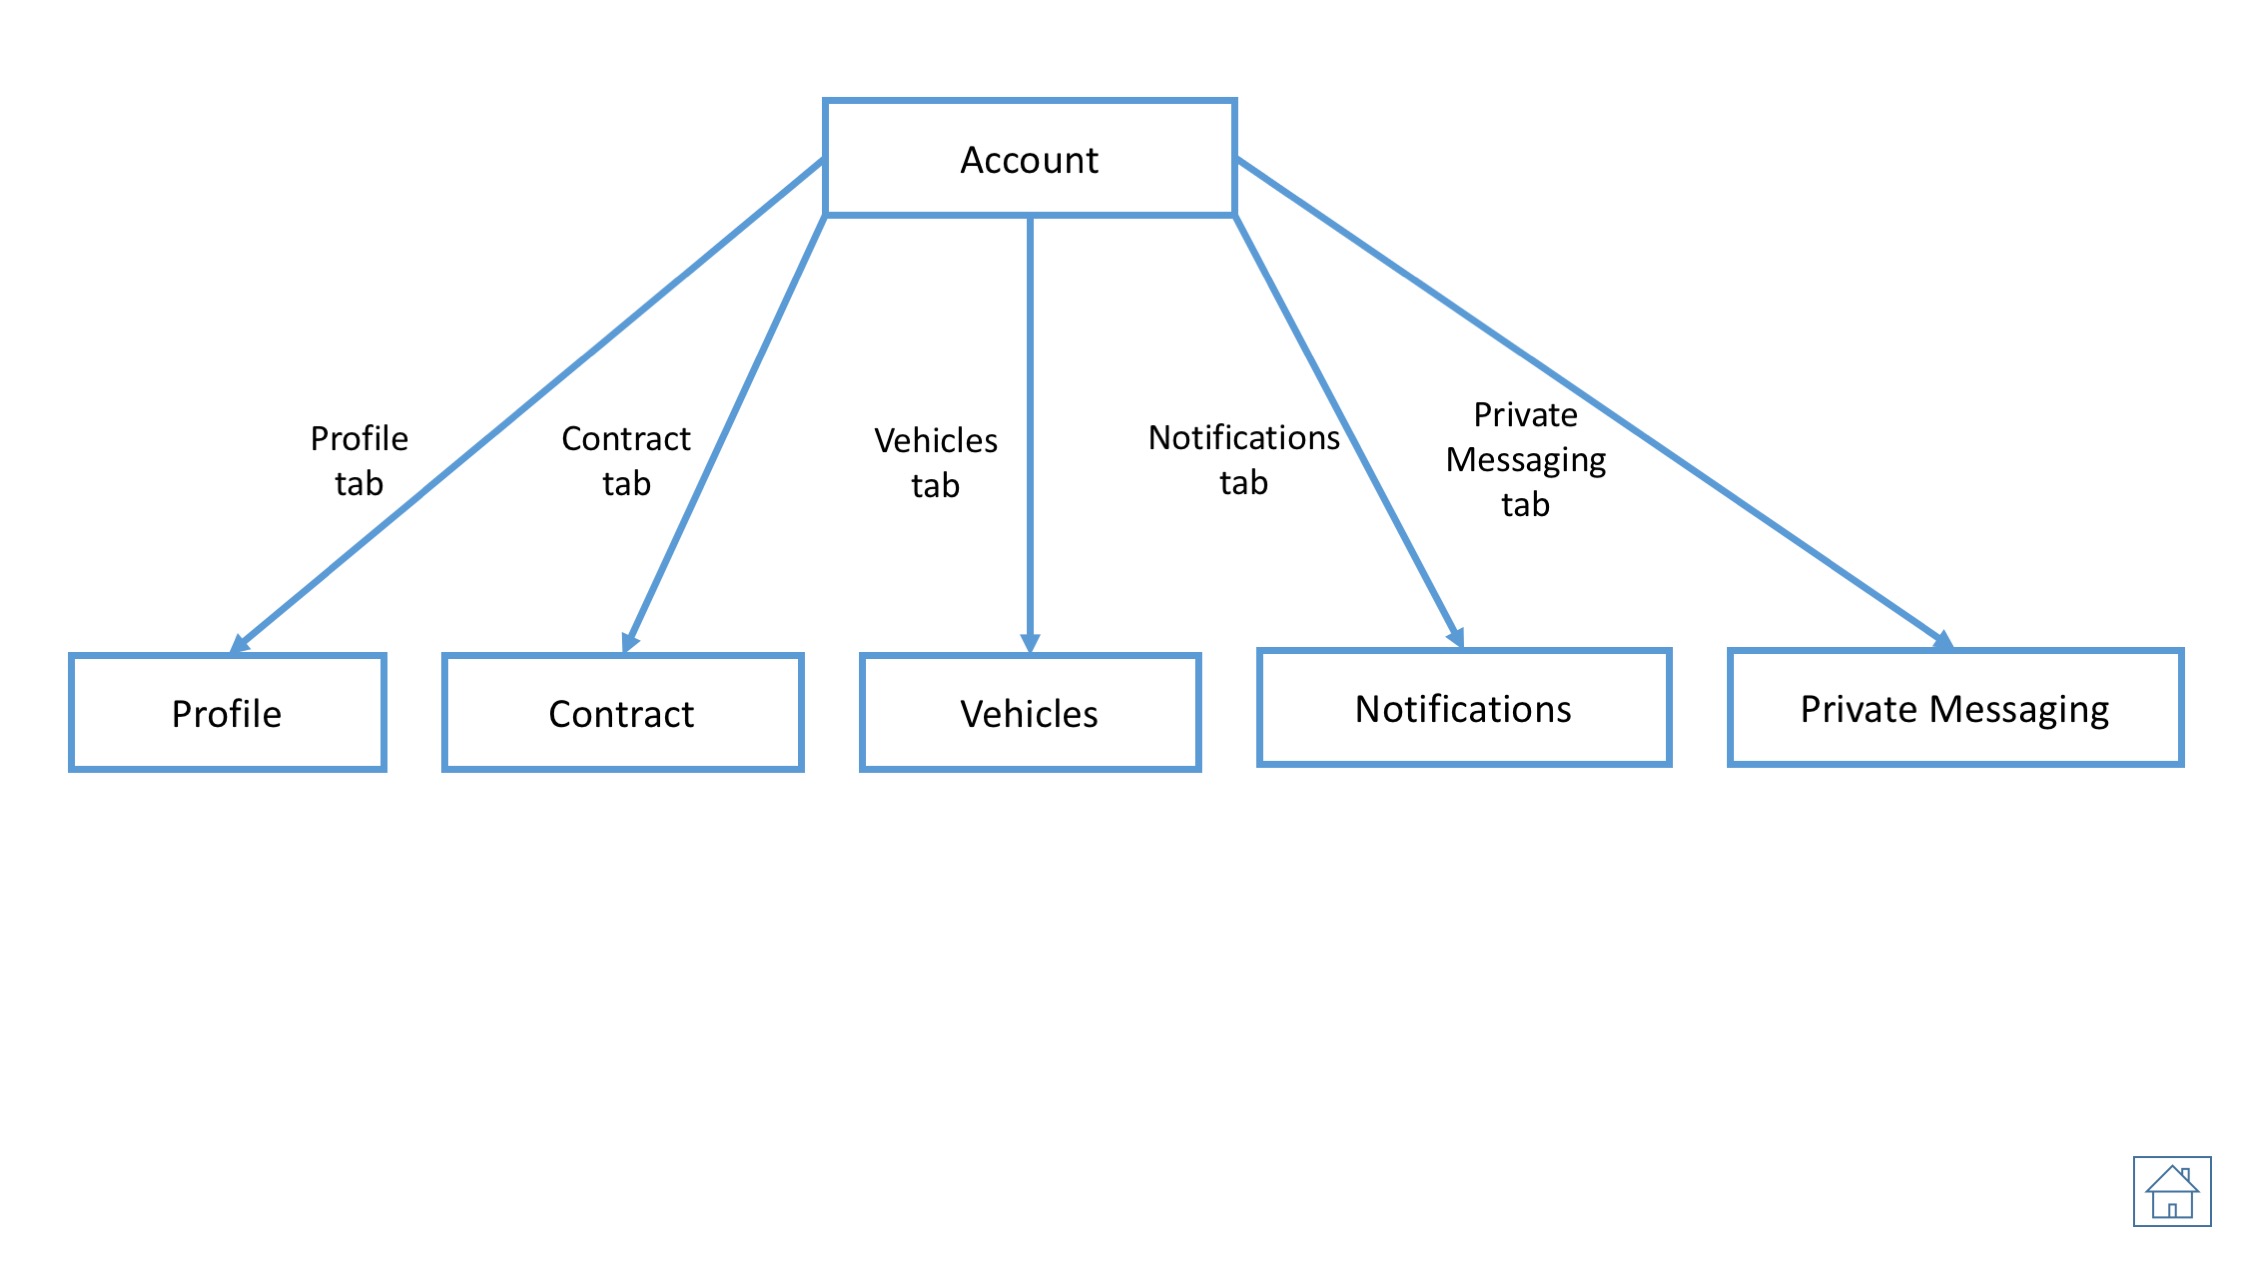 Account
Profile
tab
Contract
tab
Vehicles
tab
Notifications
tab
Private
Messaging
tab
Profile
Contract
Vehicles
Notifications
Private Messaging